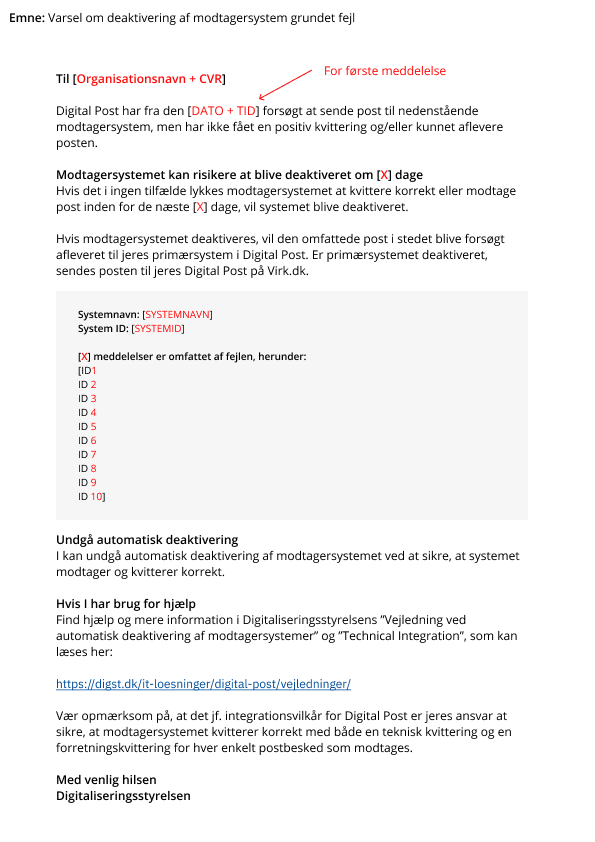 Emne: Varsel om deaktivering af modtagersystem grundet fejl
For første meddelelse
Til [Organisationsnavn + CVR]
Digital Post har fra den [DATO + TID] forsøgt at sende post til nedenstående
modtagersystem, men har ikke fået en positiv kvittering og/eller kunnet aflevere
posten.
Modtagersystemet kan risikere at blive deaktiveret om [X] dage
Hvis det i ingen tilfælde lykkes modtagersystemet at kvittere korrekt eller modtage
post inden for de næste [X] dage, vil systemet blive deaktiveret.
Hvis modtagersystemet deaktiveres, vil den omfattede post i stedet blive forsøgt
afleveret til jeres primærsystem i Digital Post. Er primærsystemet deaktiveret,
sendes posten til jeres Digital Post på Virk.dk.
Systemnavn: [SYSTEMNAVN]
System ID: [SYSTEMID]
[X] meddelelser er omfattet af fejlen, herunder:
[ID1
ID 2
ID 3
ID 4
ID 5
ID 6
ID 7
ID 8
ID 9
ID 10]
Undgå automatisk deaktivering
I kan undgå automatisk deaktivering af modtagersystemet ved at sikre, at systemet
modtager og kvitterer korrekt.
Hvis I har brug for hjælp
Find hjælp og mere information i Digitaliseringsstyrelsens ”Vejledning ved
automatisk deaktivering af modtagersystemer” og ”Technical Integration”, som kan
læses her:
https://digst.dk/it-loesninger/digital-post/vejledninger/
Vær opmærksom på, at det jf. integrationsvilkår for Digital Post er jeres ansvar at
sikre, at modtagersystemet kvitterer korrekt med både en teknisk kvittering og en
forretningskvittering for hver enkelt postbesked som modtages.
Med venlig hilsen
Digitaliseringsstyrelsen